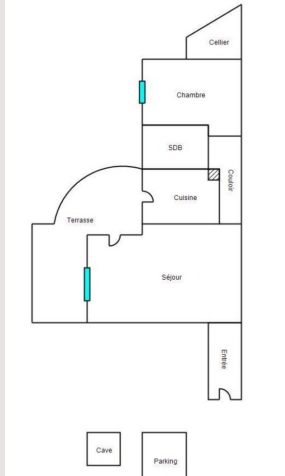 Cellier
Chambre
SDB
Couloir
Cuisine
Terrasse
Séjour
Entrée
Cave
Parking